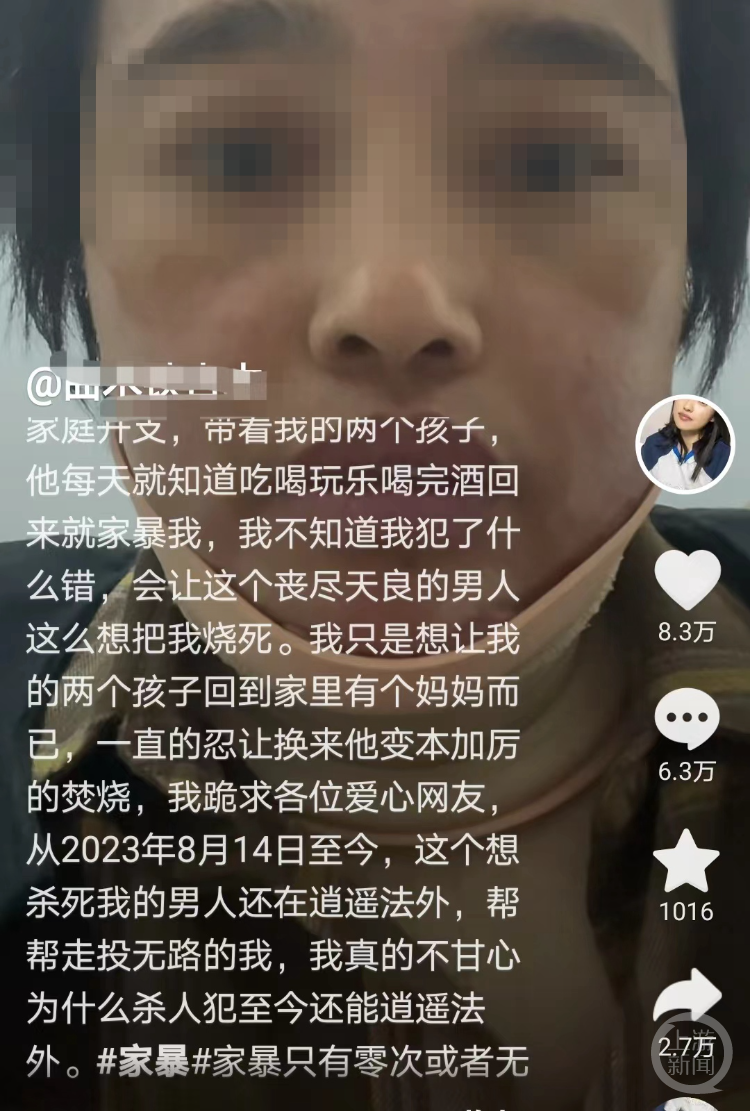 家庭开支，带着我的两个孩子，
他每天就知道吃喝玩乐喝完酒回
来就家暴我，我不知道我犯了什
么错，会让这个丧尽天良的男人
这么想把我烧死。我只是想让我
的两个孩子回到家里有个妈妈而
已，一直的忍让换来他变本加厉
的焚烧，我跪求各位爱心网友，
从2023年8月14日至今，这个想
杀死我的男人还在逍遥法外，帮
帮走投无路的我，我真的不甘心
为什么杀人犯至今还能逍遥法
外。#家暴#家暴只有零次或者无
8.3万
6.3万
1016
2.7万
上游
新闻